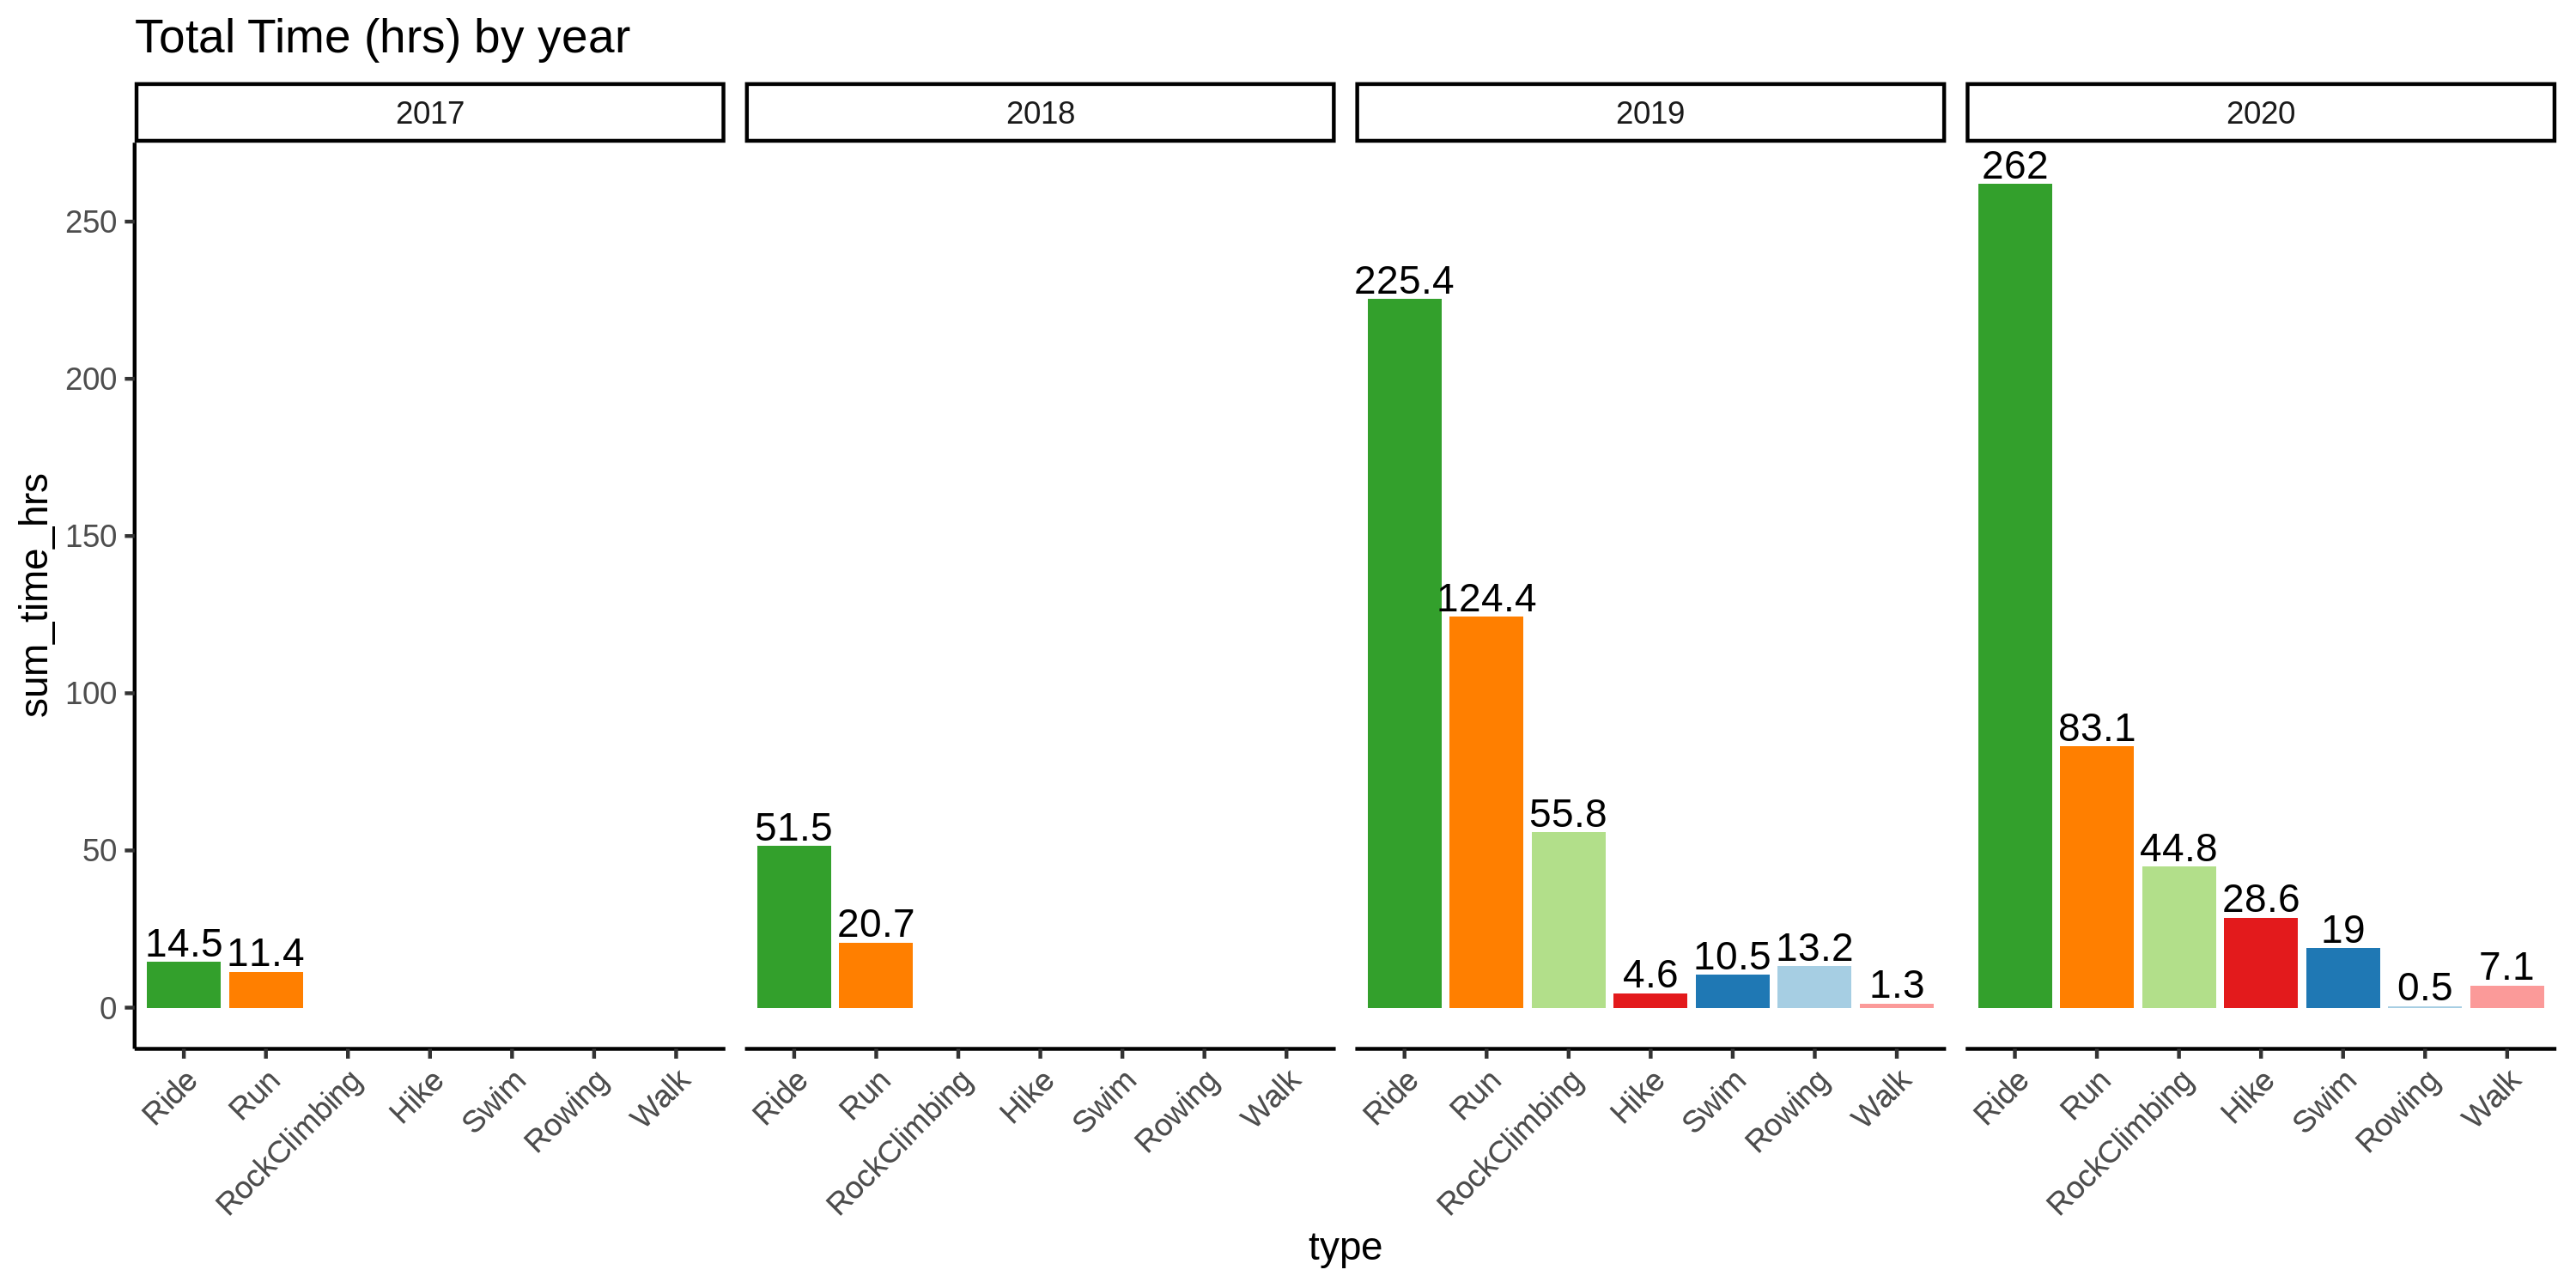 Total Time (hrs) by year
2017 2018 2019 2020
262
250
225.4
200
150
124.4
100
83.1
55.8
51.5
50
44.8
28.6
20.7
19
14.5 11.4
13.2
10.5
7.1
4.6
1.3
0.5
0
sum_time_hrs
Ride Run RockClimbing Hike Swim Rowing Walk
Ride Run RockClimbing Hike Swim Rowing Walk
Ride Run RockClimbing Hike Swim Rowing Walk
Ride Run RockClimbing Hike Swim Rowing Walk
type